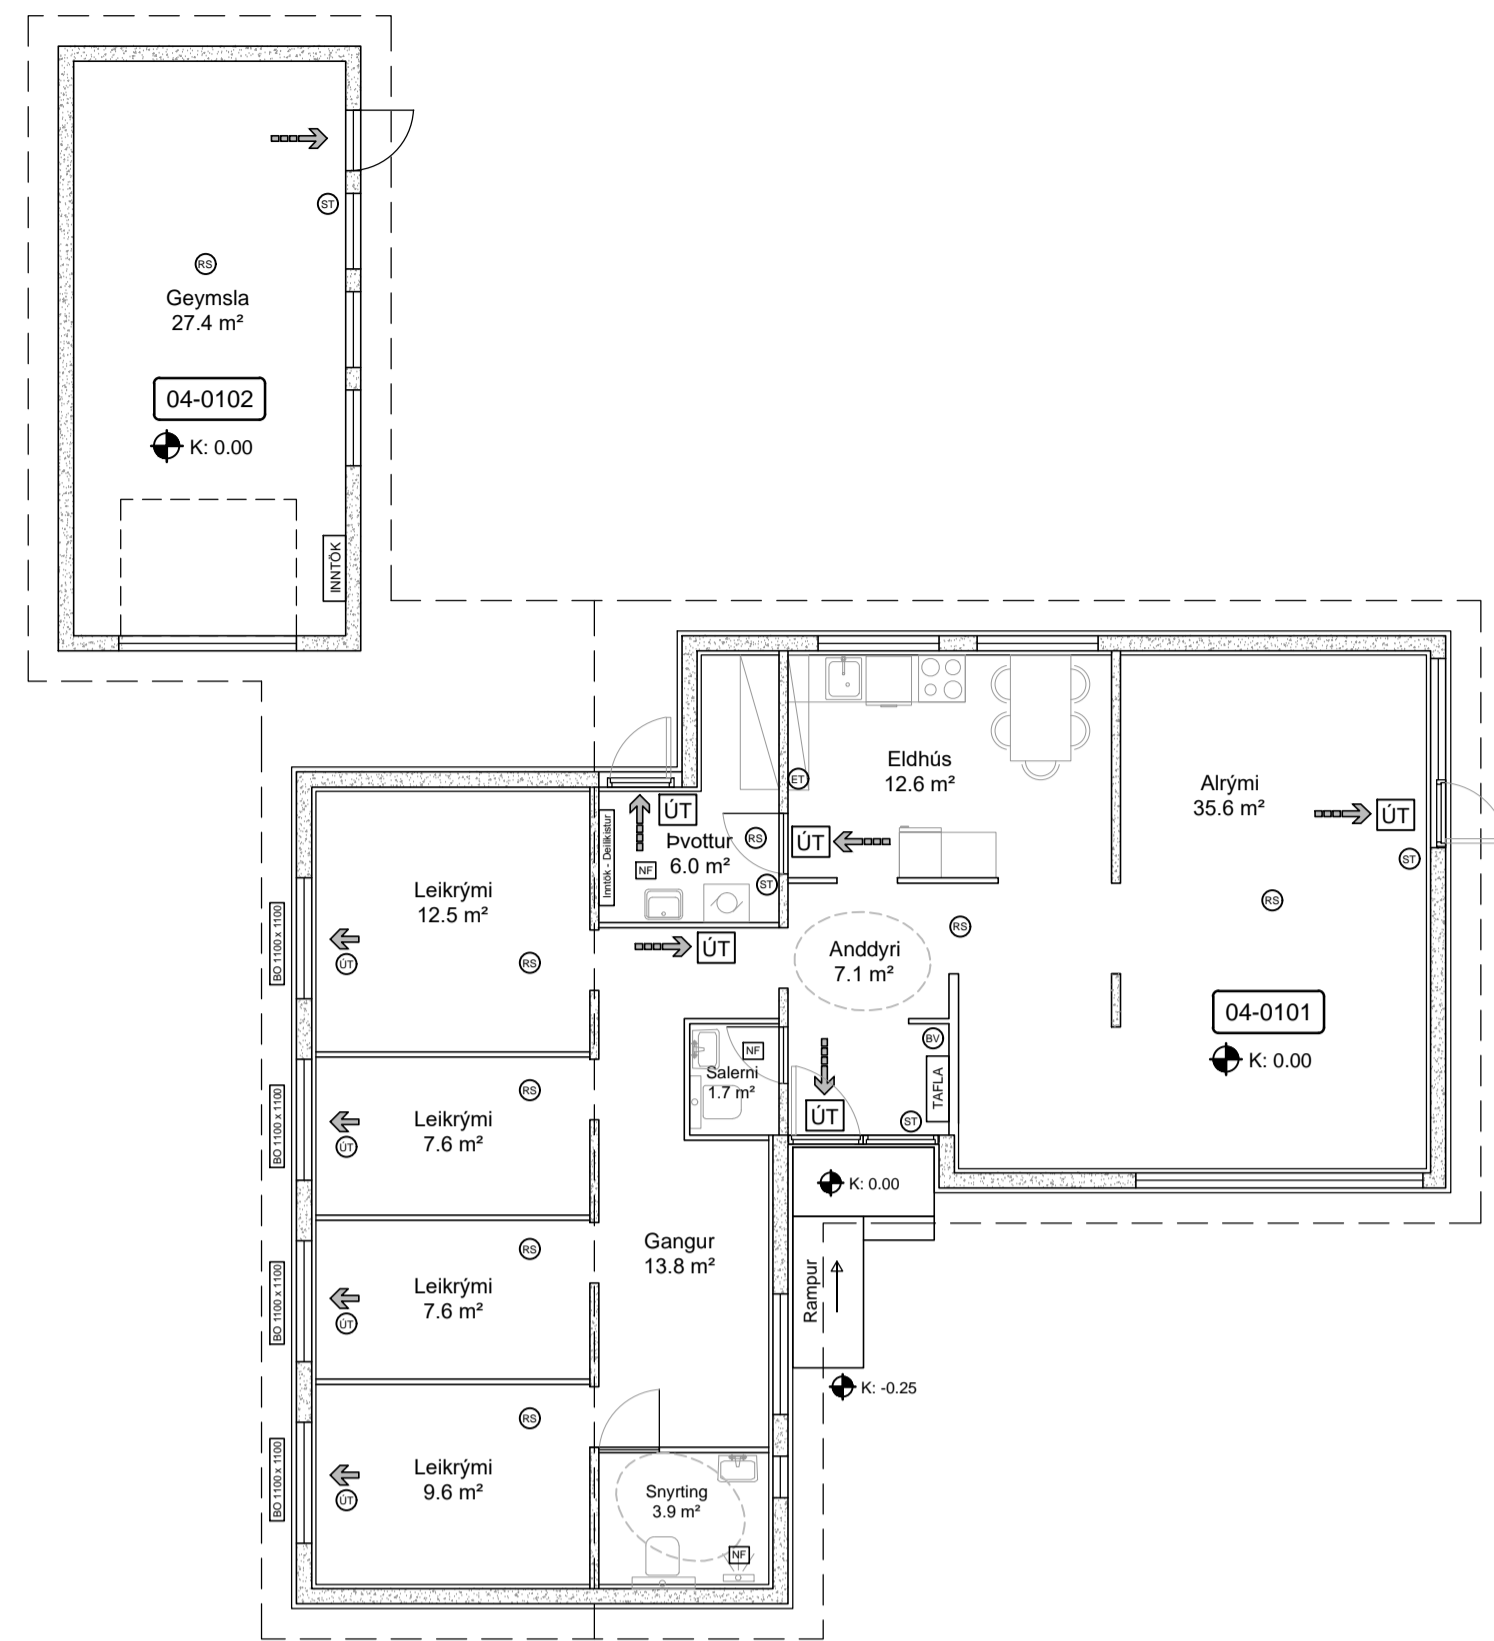 ST
RS
Geymsla
27.4 m²
04-0102
K: 0.00
INNTÖK
Eldhús
12.6 m²
ET
Alrými
35.6 m²
ÚT
ST
RS
04-0101
K: 0.00
ÚT
ÚT
Þvottur
6.0 m²
RS
NF
ST
Inntök - Deilikistur
Leikrými
12.5 m²
ÚT
RS
BO 1100 x 1100
ÚT
Anddyri
7.1 m²
RS
BV
TAFLA
ST
ÚT
NF
Salerni
1.7 m²
RS
Leikrými
7.6 m²
ÚT
BO 1100 x 1100
K: 0.00
Rampur
K: -0.25
Gangur
13.8 m²
RS
Leikrými
7.6 m²
ÚT
BO 1100 x 1100
RS
Leikrými
9.6 m²
ÚT
BO 1100 x 1100
Snyrting
3.9 m²
NF